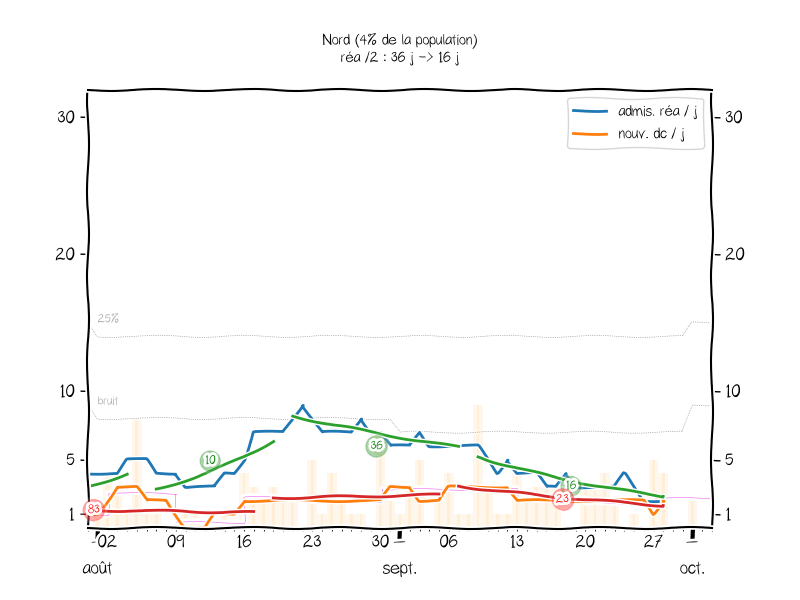 Nord (4% de la population)
réa /2 : 36 j -> 16 j
admis. réa / j
nouv. dc / j
30 30
20 20
25%
10 10
bruit
5 5
1 1
10
36
16
23
83
02 09 16 23 30 06 13 20 27
août sept. oct.